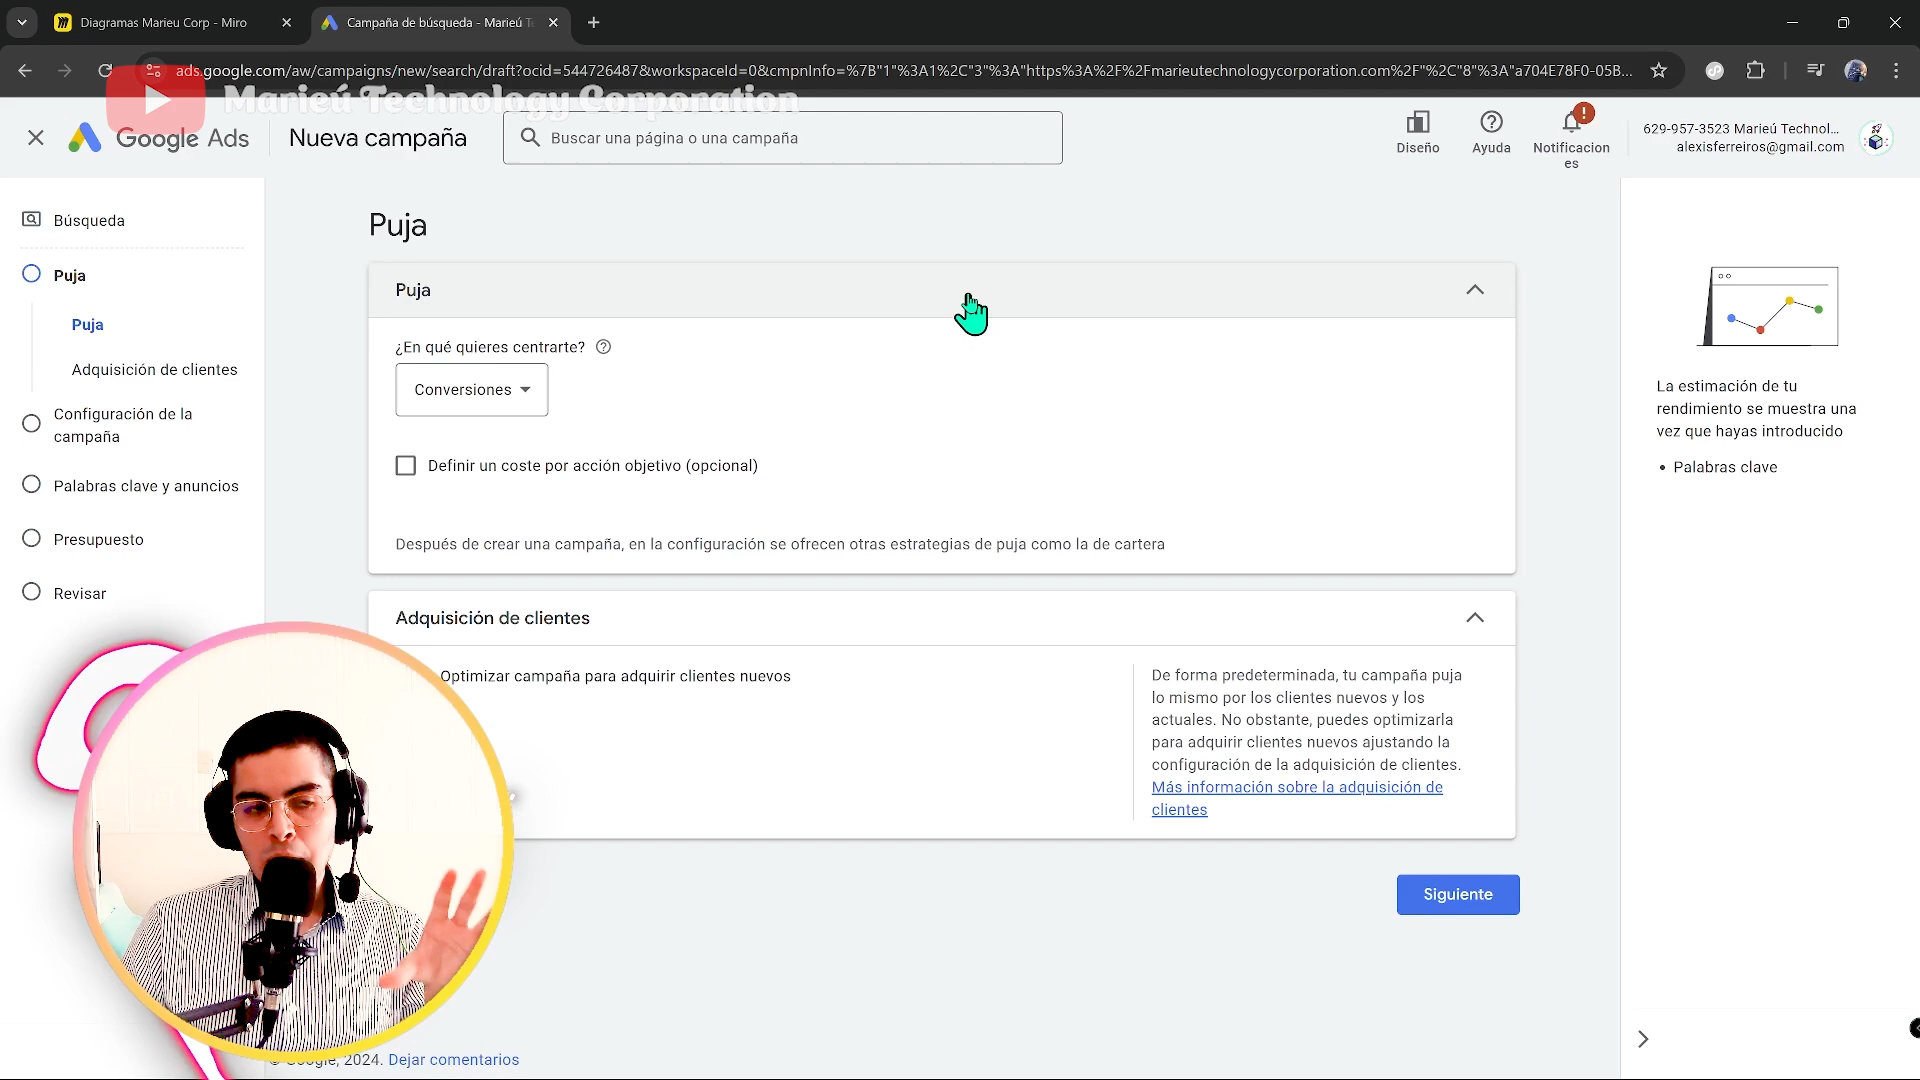 Diagramas Marieu Corp - Miro
Campaña de búsqueda - Marieú T
ads.google.com/aw/campaigns/new/search/draft?ocid=544726487&workspaceId=0&cmpnInfo=%7B"1"%3A1%2C"3"%3A"https%3A%2F%2Fmarieutechnologycorporation.com%2F"%2C"8"%3A"a704E78F0-05B...
Marieú Technology Corporation
Google Ads
Nueva campaña
Buscar una página o una campaña
Diseño
Ayuda
Notificacion
es
629-957-3523 Marieú Technol...
alexisferreiros@gmail.com
Búsqueda
Puja
Puja
Adquisición de clientes
Configuración de la
campaña
Palabras clave y anuncios
Presupuesto
Revisar
Puja
Puja
¿En qué quieres centrarte?
Conversiones
Definir un coste por acción objetivo (opcional)
Después de crear una campaña, en la configuración se ofrecen otras estrategias de puja como la de cartera
Adquisición de clientes
Optimizar campaña para adquirir clientes nuevos
De forma predeterminada, tu campaña puja
lo mismo por los clientes nuevos y los
actuales. No obstante, puedes optimizarla
para adquirir clientes nuevos ajustando la
configuración de la adquisición de clientes.
Más información sobre la adquisición de
clientes
Siguiente
La estimación de tu
rendimiento se muestra una
vez que hayas introducido
• Palabras clave
© Google, 2024. Dejar comentarios